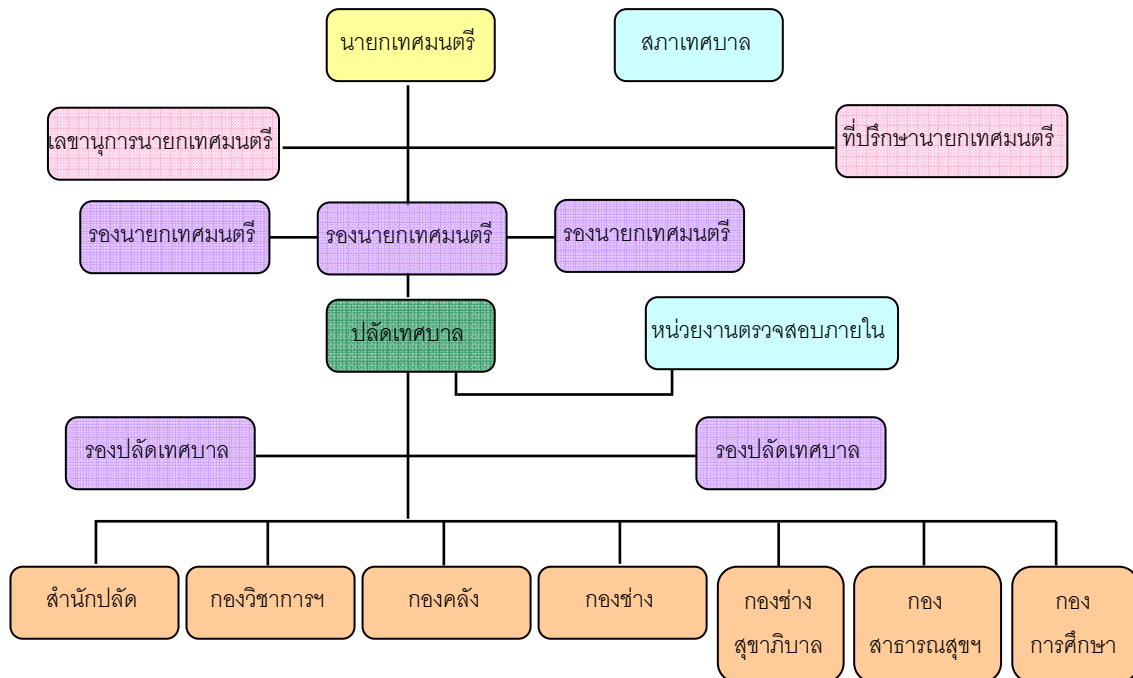 นายกเทศมนตรี
สภาเทศบาล
เลขานุการนายกเทศมนตรี
ที่ปรึกษานายกเทศมนตรี
รองนายกเทศมนตรี
รองนายกเทศมนตรี
รองนายกเทศมนตรี
ปลัดเทศบาล
หน่วยงานตรวจสอบภายใน
รองปลัดเทศบาล
รองปลัดเทศบาล
สำนักปลัด
กองวิชาการฯ
กองคลัง
กองช่าง
กองช่าง
สุขาภิบาล
กอง
สาธารณสุขฯ
กอง
การศึกษา